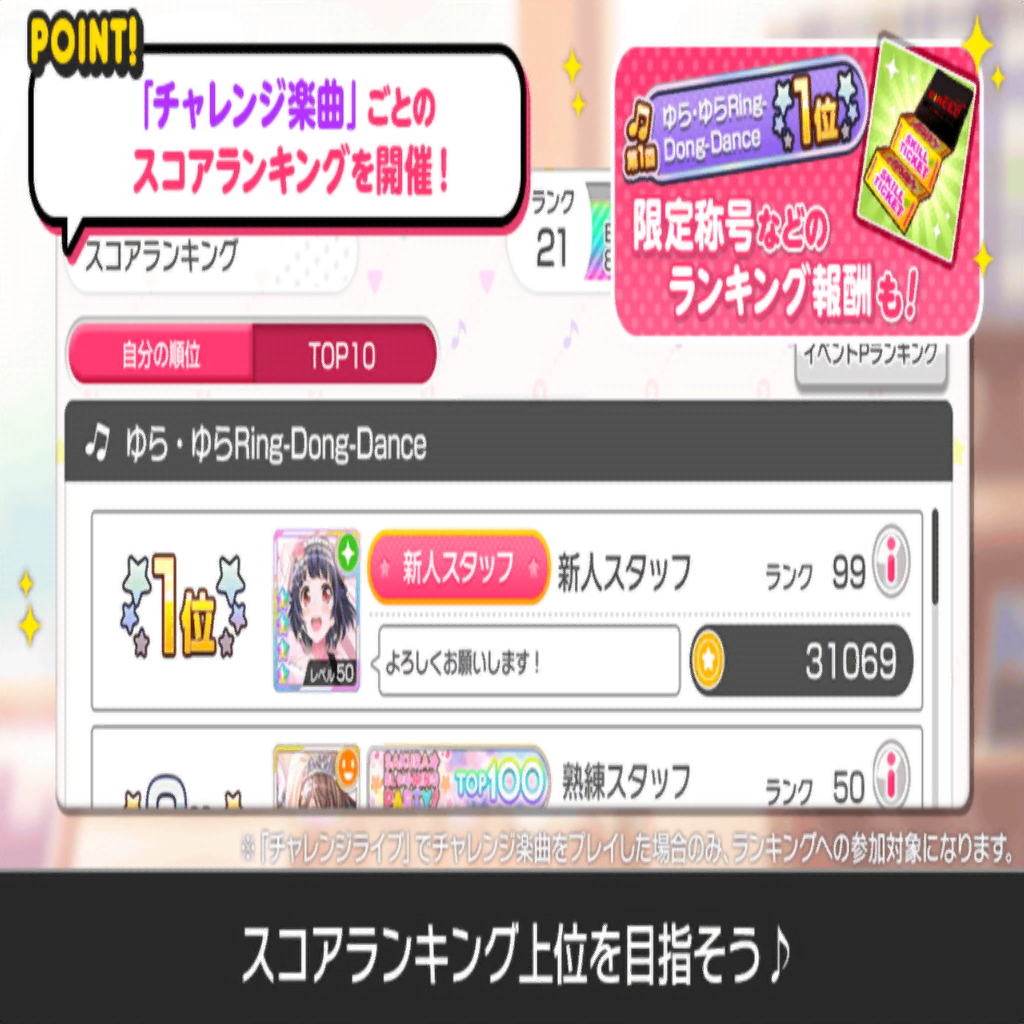 POINT!
「チャレンジ楽曲」ごとの
スコアランキングを開催！
第1回
ゆら・ゆらRing-
Dong-Dance
1位
SKILL
TICKET
SKILL
TICKET
限定称号などの
ランキング報酬も！
スコアランキング
ランク
21
自分の順位
TOP10
イベントPランキング
ゆら・ゆらRing-Dong-Dance
1位
レベル50
新人スタッフ
新人スタッフ
ランク 99
よろしくお願いします！
31069
PARTY
TOP100
熟練スタッフ
ランク 50
※「チャレンジライブ」でチャレンジ楽曲をプレイした場合のみ、ランキングへの参加対象になります。
スコアランキング上位を目指そう♪